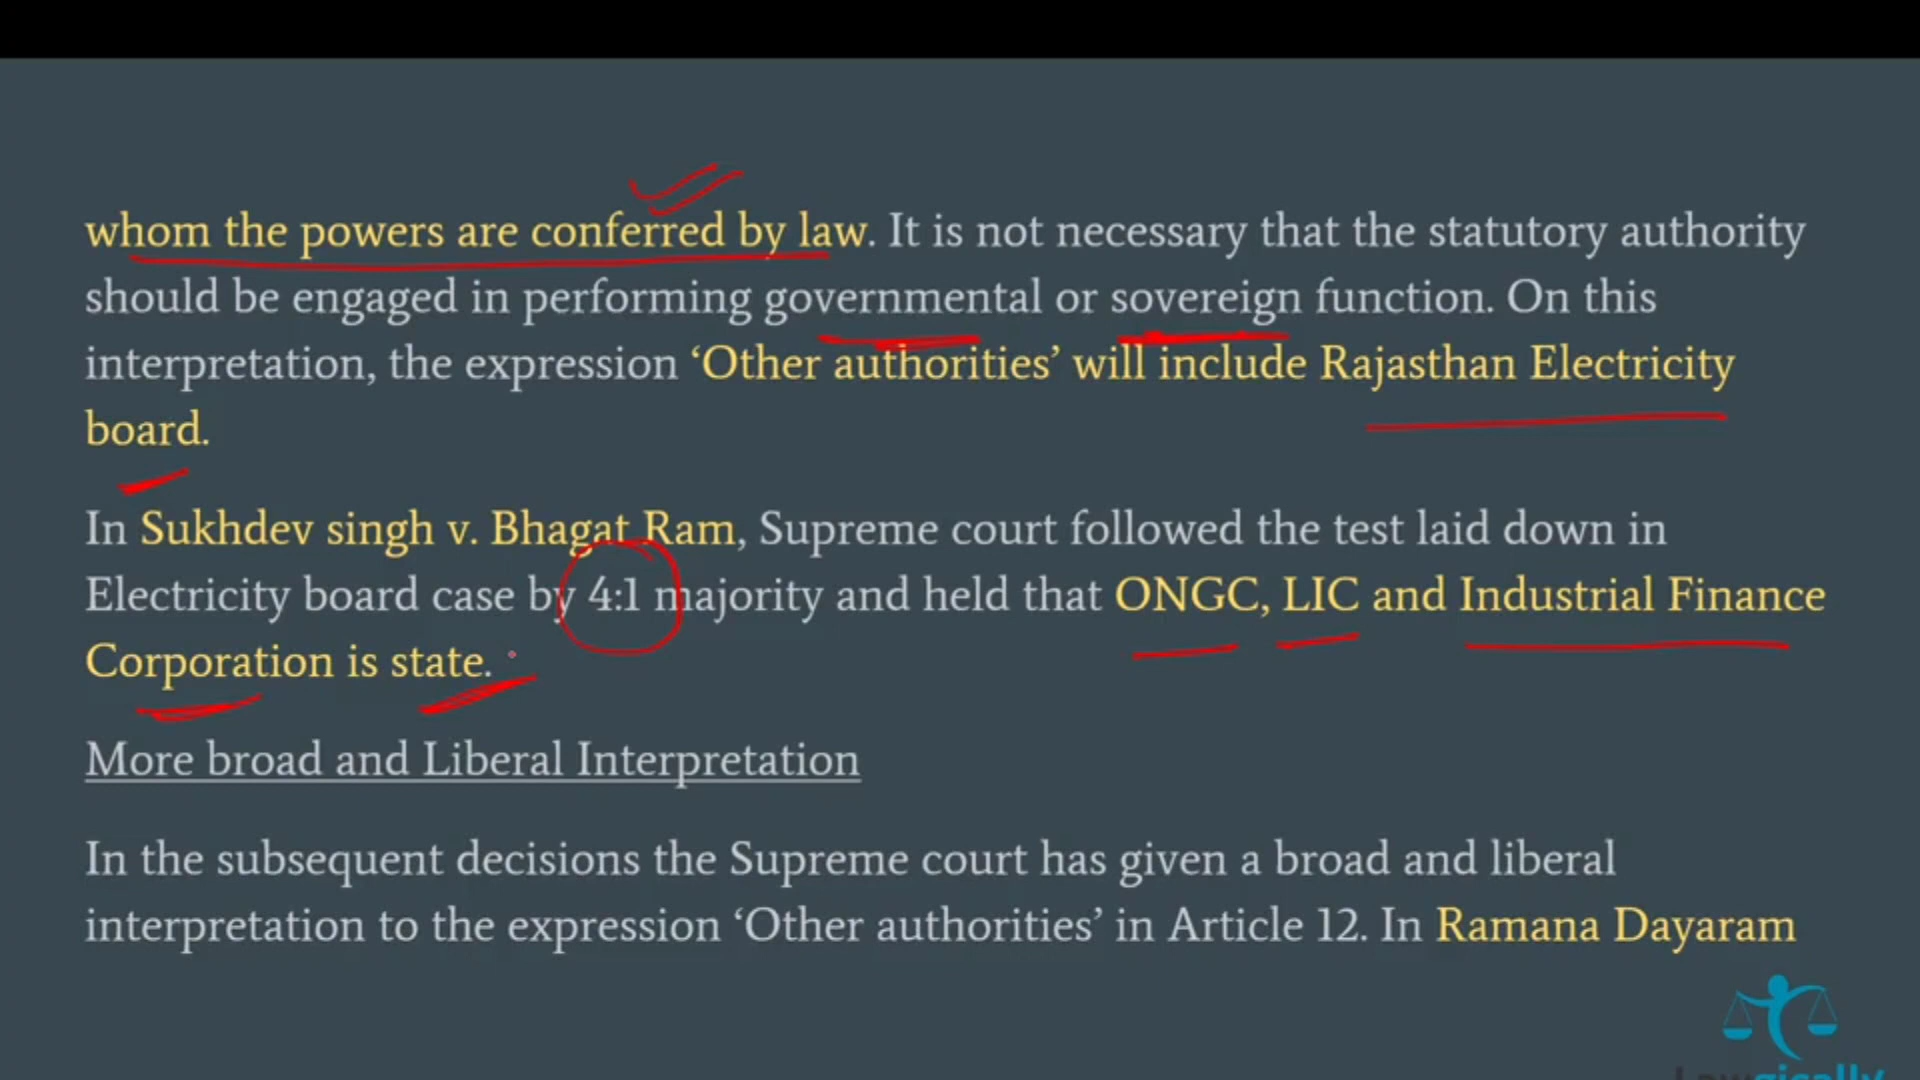 whom the powers are conferred by law. It is not necessary that the statutory authority
should be engaged in performing governmental or sovereign function. On this
interpretation, the expression ‘Other authorities’ will include Rajasthan Electricity
board.
In Sukhdev singh v. Bhagat Ram, Supreme court followed the test laid down in
Electricity board case by 4:1 majority and held that ONGC, LIC and Industrial Finance
Corporation is state.
More broad and Liberal Interpretation
In the subsequent decisions the Supreme court has given a broad and liberal
interpretation to the expression ‘Other authorities’ in Article 12. In Ramana Dayaram